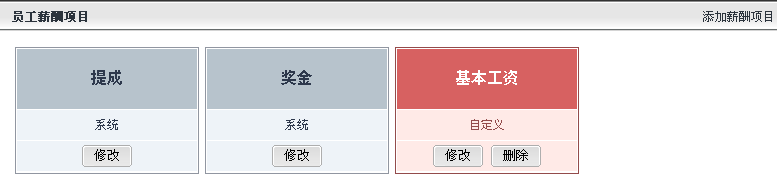 员工薪酬项目 添加薪酬项目
提成 奖金 基本工资
系统 系统 自定义
修改 修改 修改 删除